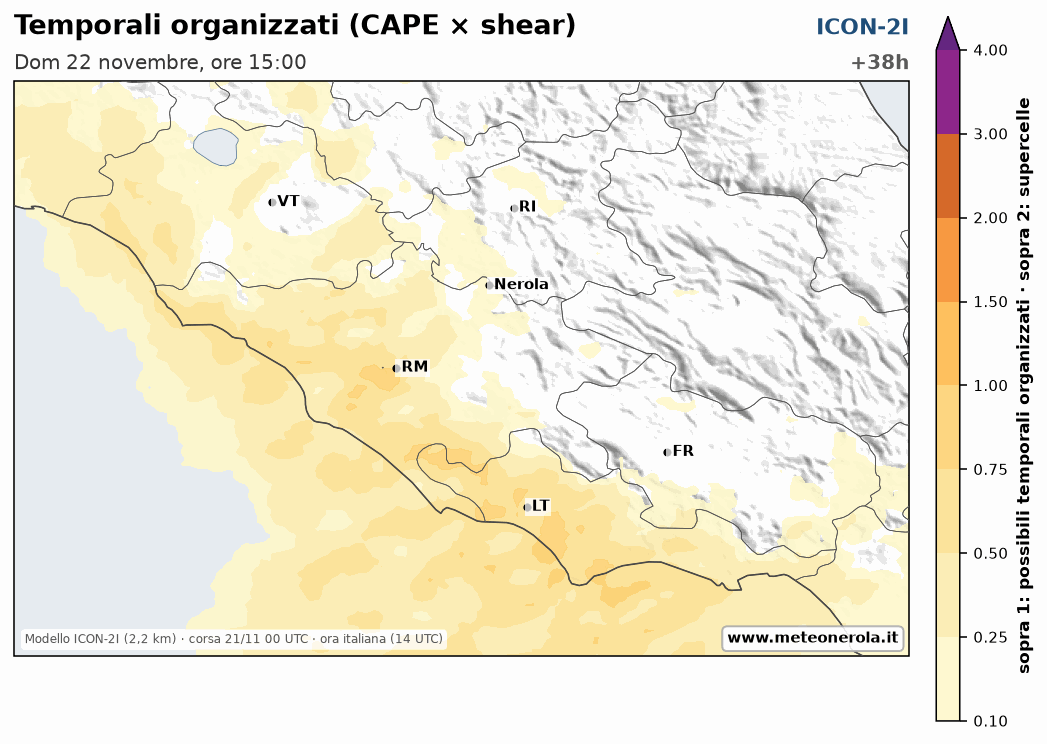 Temporali organizzati (CAPE × shear)
ICON-2I
Dom 22 novembre, ore 15:00
+38h
VT
RI
Nerola
RM
FR
LT
Modello ICON-2I (2,2 km) · corsa 21/11 00 UTC · ora italiana (14 UTC)
www.meteonerola.it
4.00
3.00
2.00
1.50
1.00
0.75
0.50
0.25
0.10
sopra 1: possibili temporali organizzati · sopra 2: supercelle